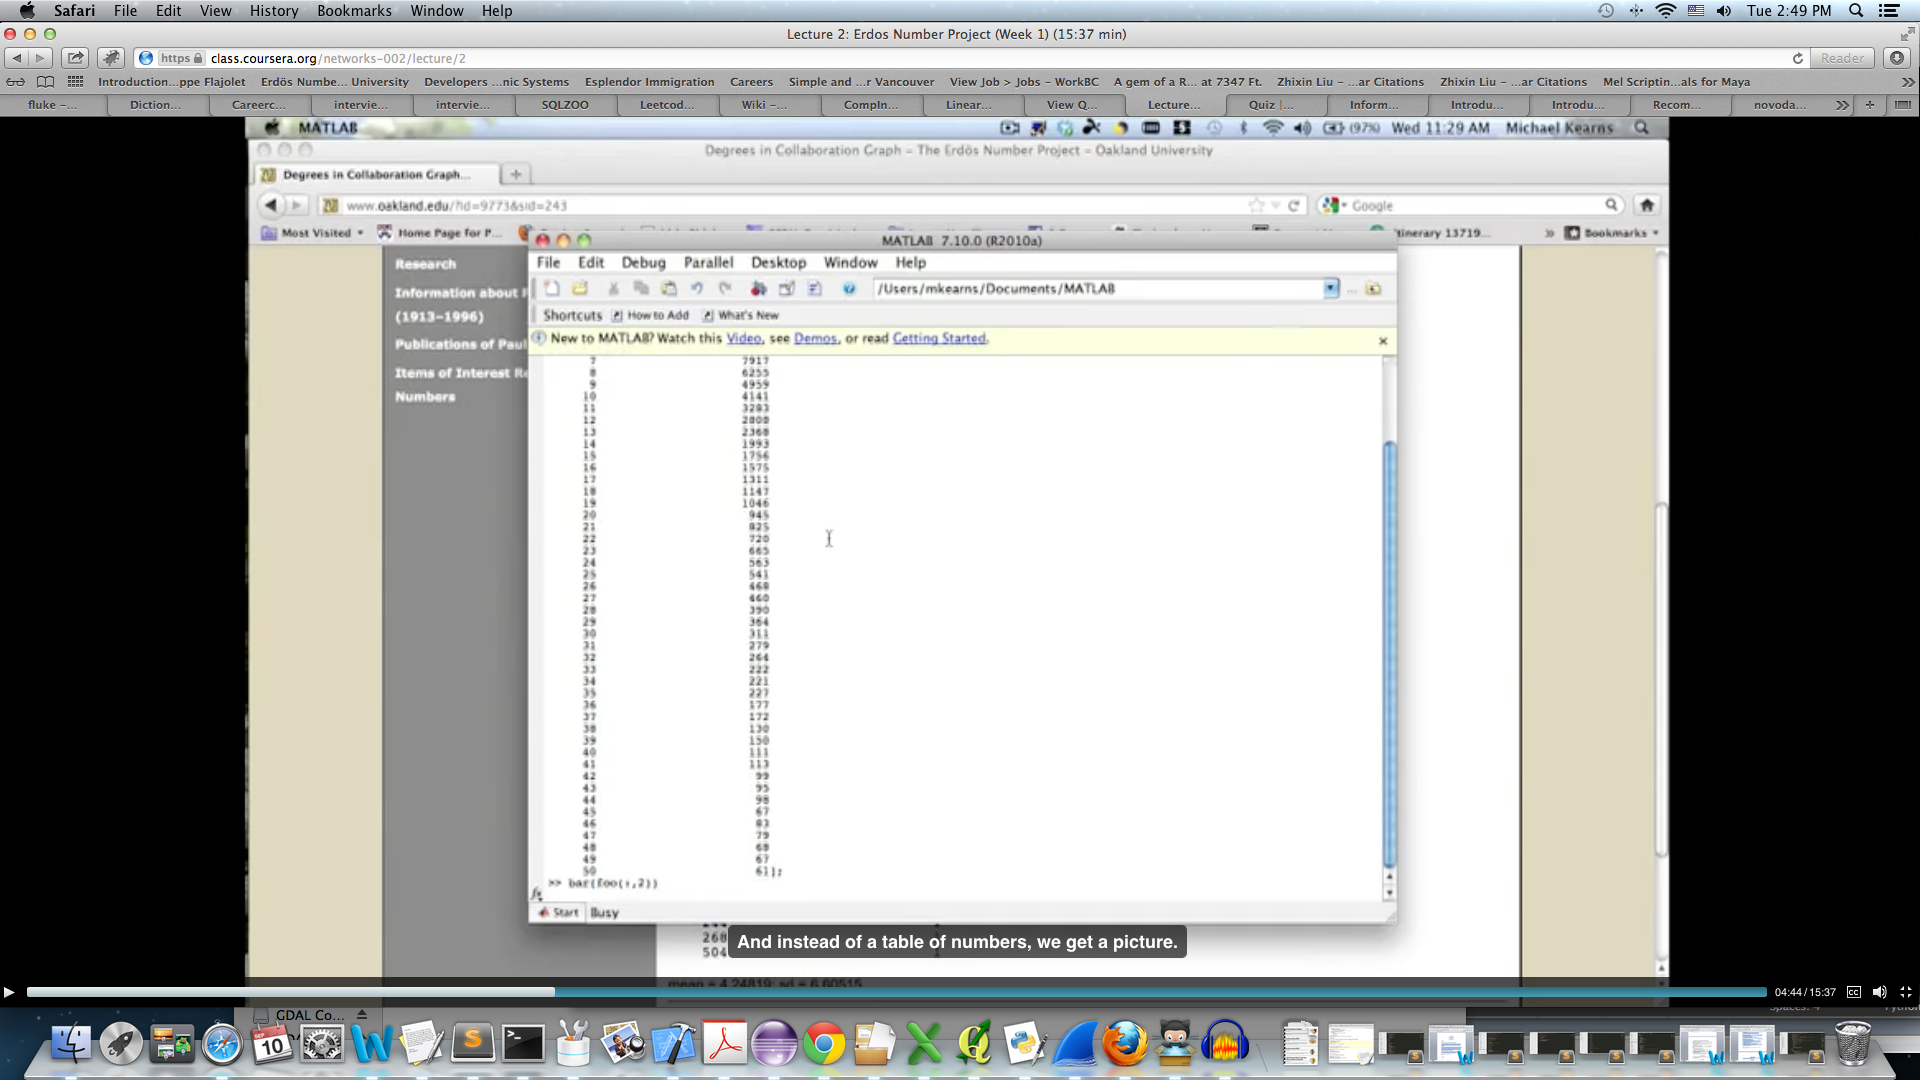 Safari File Edit View History Bookmarks Window Help Tue 2:49 PM
Lecture 2: Erdos Number Project (Week 1) (15:37 min)
https class.coursera.org/networks-002/lecture/2 Reader
Introduction...ppe Flajolet Erdös Numbe... University Developers ...nic Systems Esplendor Immigration Careers Simple and ...r Vancouver View Job > Jobs - WorkBC A gem of a R... at 7347 Ft. Zhixin Liu - ...ar Citations Zhixin Liu - ...ar Citations Mel Scriptin...als for Maya
fluke -... Diction... Careerc... intervie... intervie... SQLZOO Leetcod... Wiki -... CompIn... Linear... View Q... Lecture... Quiz |... Inform... Introdu... Introdu... Recom... novoda...
MATLAB (97%) Wed 11:29 AM Michael Kearns
Degrees in Collaboration Graph - The Erdös Number Project - Oakland University
Degrees in Collaboration Graph...
www.oakland.edu/?id=9773&sid=243 Google
Most Visited Home Page for P... Itinerary 13719... Bookmarks
MATLAB 7.10.0 (R2010a)
Research
Information about
(1913-1996)
Publications of Paul
Items of Interest Re
Numbers
File Edit Debug Parallel Desktop Window Help
/Users/mkearns/Documents/MATLAB
Shortcuts How to Add What's New
New to MATLAB? Watch this Video, see Demos, or read Getting Started.
7 7917
8 6255
9 4959
10 4141
11 3283
12 2808
13 2368
14 1993
15 1756
16 1575
17 1311
18 1147
19 1046
20 945
21 825
22 720
23 665
24 563
25 541
26 468
27 460
28 390
29 364
30 311
31 279
32 264
33 222
34 221
35 227
36 177
37 172
38 130
39 150
40 111
41 113
42 99
43 95
44 98
45 67
46 83
47 79
48 68
49 67
50 61];
>> bar(foo(:,2))
Start Busy
268
504
And instead of a table of numbers, we get a picture.
mean = 4.24819; sd = 6.60515
04:44 / 15:37 CC
GDAL Co...
SEP
10